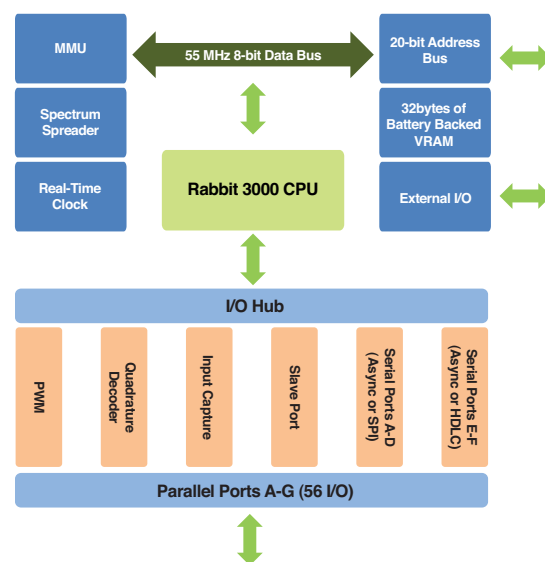 MMU
55 MHz 8-bit Data Bus
20-bit Address
Bus
Spectrum
Spreader
32bytes of
Battery Backed
VRAM
Real-Time
Clock
Rabbit 3000 CPU
External I/O
I/O Hub
PWM
Quadrature
Decoder
Input Capture
Slave Port
Serial Ports A-D
(Async or SPI)
Serial Ports E-F
(Async or HDLC)
Parallel Ports A-G (56 I/O)